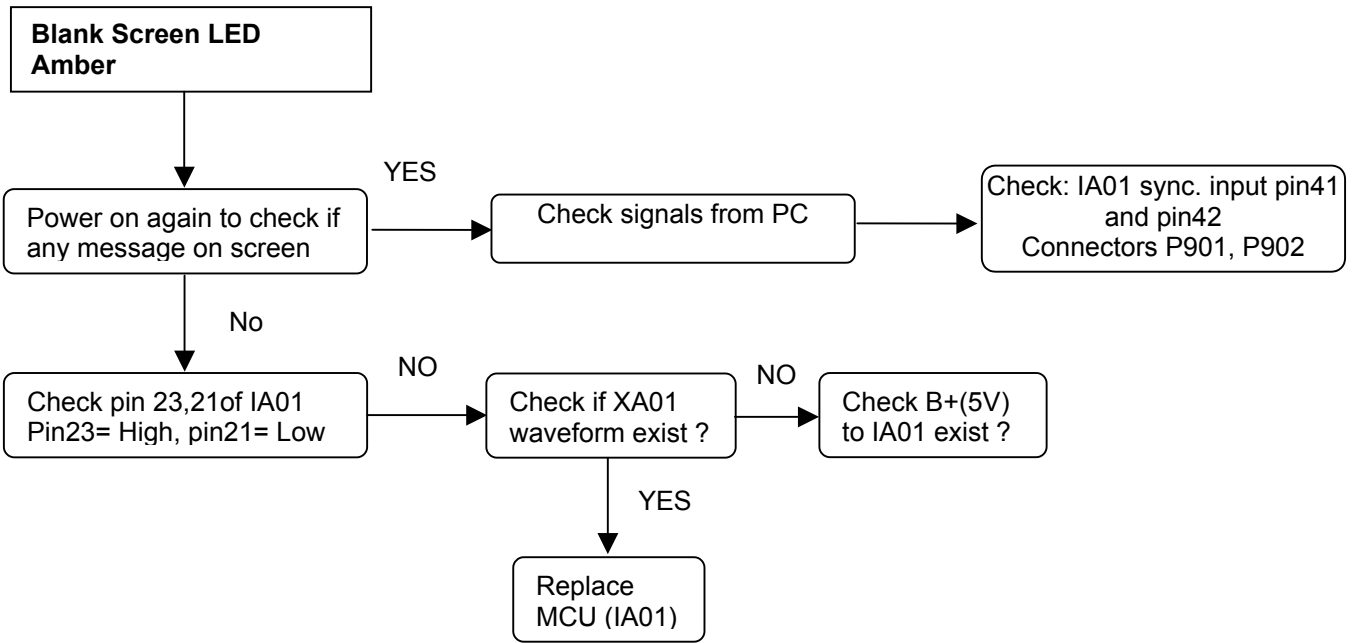 Blank Screen LED
Amber
YES
Power on again to check if
any message on screen
Check signals from PC
Check: IA01 sync. input pin41
and pin42
Connectors P901, P902
No
Check pin 23,21of IA01
Pin23= High, pin21= Low
NO
Check if XA01
waveform exist ?
NO
Check B+(5V)
to IA01 exist ?
YES
Replace
MCU (IA01)